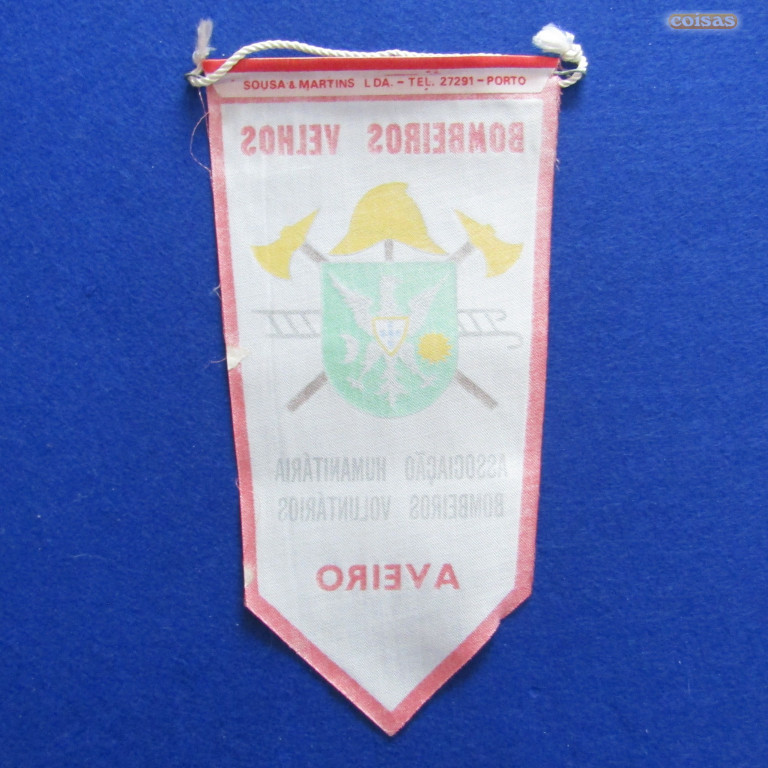 coisas
SOUSA & MARTINS LDA. - TEL. 27291 - PORTO
BOMBEIROS VELHOS
ASSOCIAÇÃO HUMANITÁRIA
BOMBEIROS VOLUNTÁRIOS
AVEIRO